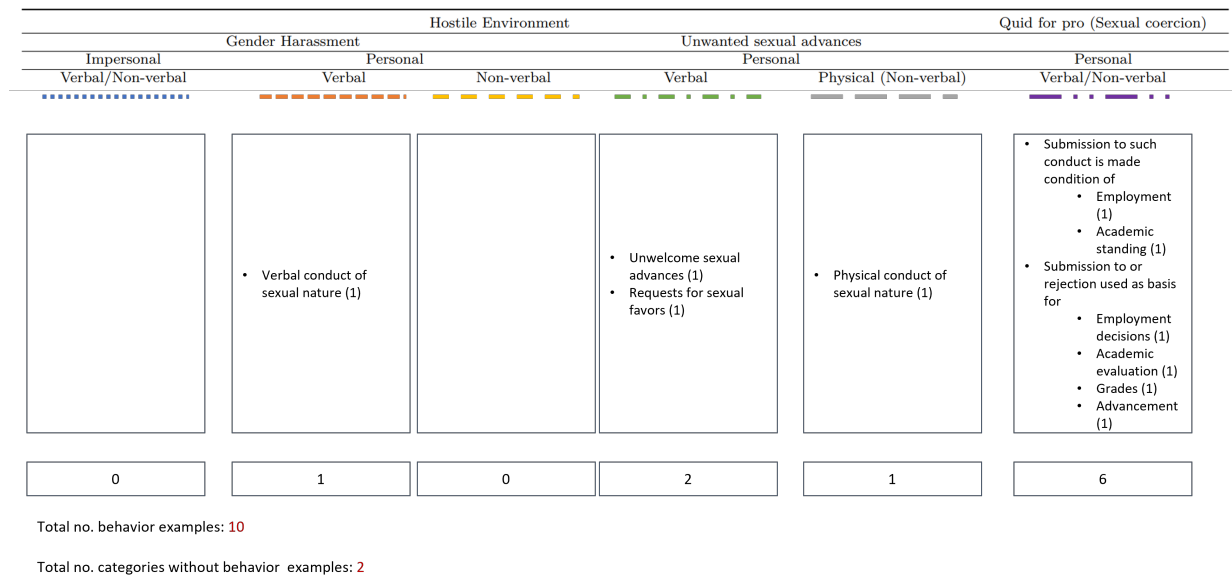 Hostile Environment
Quid for pro (Sexual coercion)
Gender Harassment
Unwanted sexual advances
Impersonal
Personal
Personal
Personal
Verbal/Non-verbal
Verbal
Non-verbal
Verbal
Physical (Non-verbal)
Verbal/Non-verbal
• Verbal conduct of
sexual nature (1)
• Unwelcome sexual
advances (1)
• Requests for sexual
favors (1)
• Physical conduct of
sexual nature (1)
• Submission to such
conduct is made
condition of
• Employment
(1)
• Academic
standing (1)
• Submission to or
rejection used as basis
for
• Employment
decisions (1)
• Academic
evaluation (1)
• Grades (1)
• Advancement
(1)
0
1
0
2
1
6
Total no. behavior examples: 10
Total no. categories without behavior examples: 2